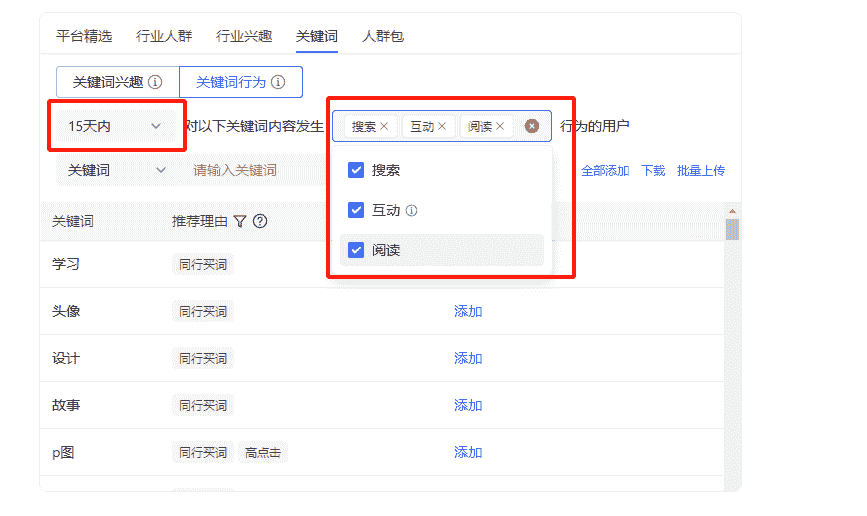 平台精选 行业人群 行业兴趣 关键词 人群包
关键词兴趣 关键词行为
15天内 对以下关键词内容发生 搜索 互动 阅读 行为的用户
关键词 请输入关键词 搜索 全部添加 下载 批量上传
互动
关键词 推荐理由
阅读
学习 同行买词
头像 同行买词 添加
设计 同行买词 添加
故事 同行买词 添加
p图 同行买词 高点击 添加